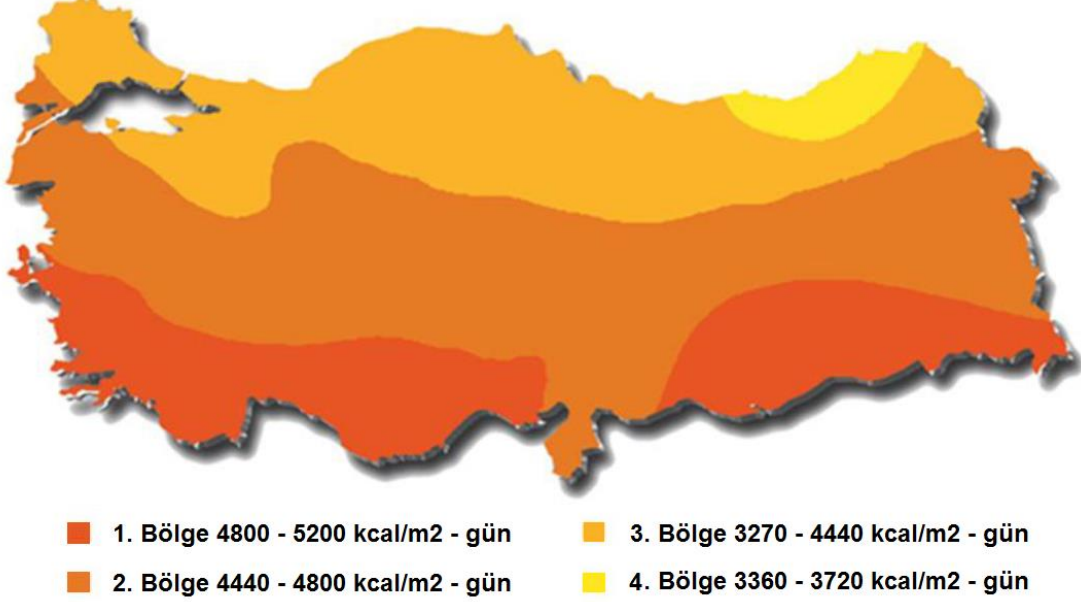 1. Bölge 4800 - 5200 kcal/m2 - gün
2. Bölge 4440 - 4800 kcal/m2 - gün
3. Bölge 3270 - 4440 kcal/m2 - gün
4. Bölge 3360 - 3720 kcal/m2 - gün